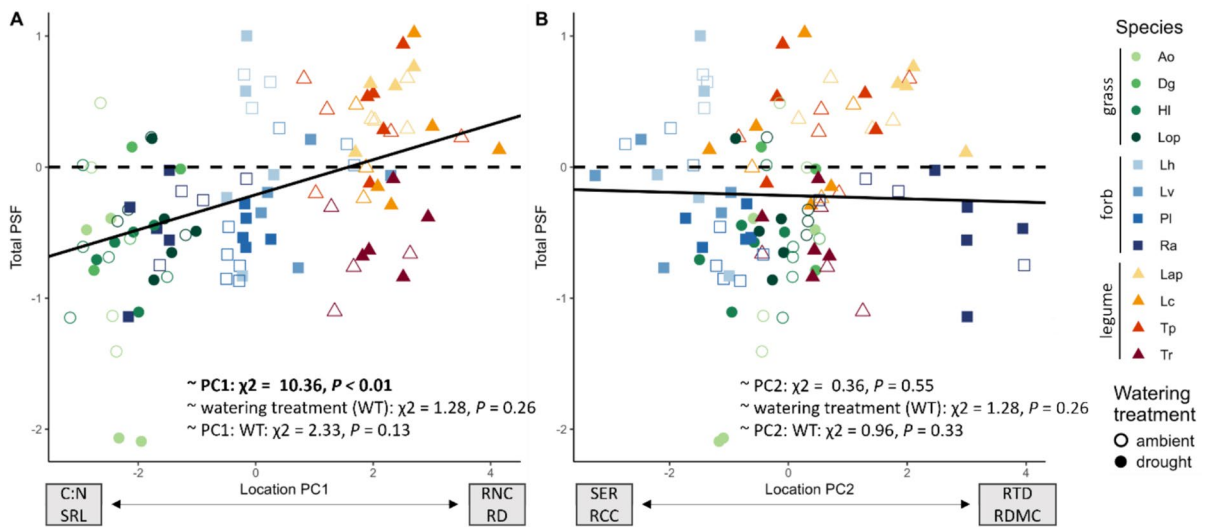 A
Total PSF
1
0
-1
-2
~ PC1: χ2 = 10.36, P < 0.01
~ watering treatment (WT): χ2 = 1.28, P = 0.26
~ PC1: WT: χ2 = 2.33, P = 0.13
-2
0
2
4
Location PC1
C:N
SRL
RNC
RD
B
Total PSF
1
0
-1
-2
~ PC2: χ2 = 0.36, P = 0.55
~ watering treatment (WT): χ2 = 1.28, P = 0.26
~ PC2: WT: χ2 = 0.96, P = 0.33
-2
0
2
4
Location PC2
SER
RCC
RTD
RDMC
Species
grass
Ao
Dg
Hl
Lop
forb
Lh
Lv
Pl
Ra
legume
Lap
Lc
Tp
Tr
Watering
treatment
ambient
drought